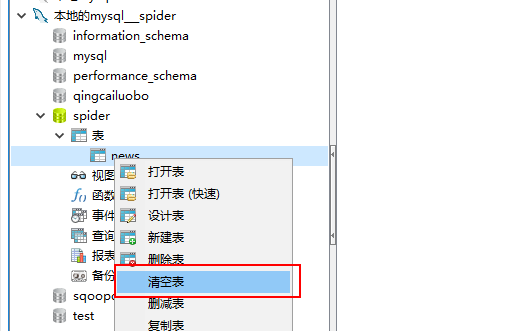 本地的mysql__spider
information_schema
mysql
performance_schema
qingcailuobo
spider
表
news
打开表
视图
打开表 (快速)
函数
设计表
事件
新建表
查询
删除表
报表
清空表
备份
sqoop
删减表
test
复制表